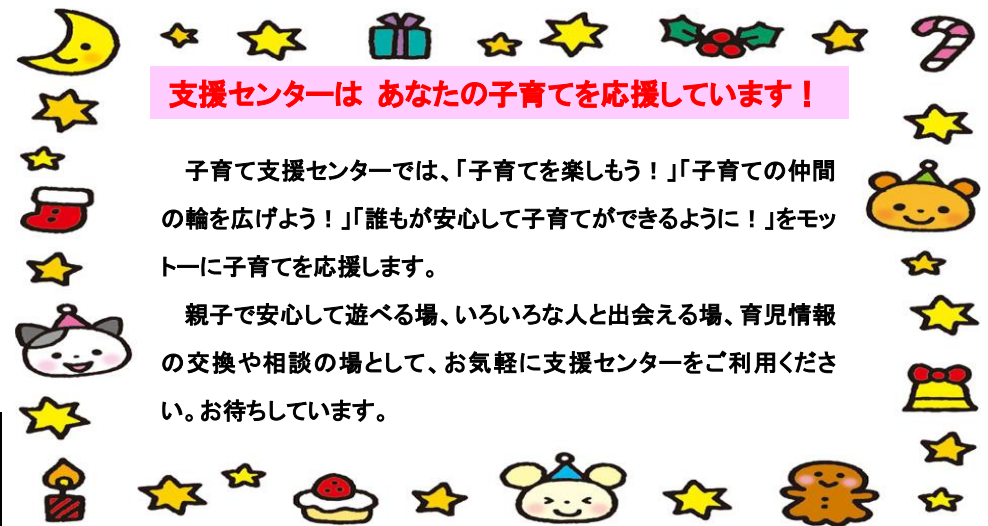 支援センターは あなたの子育てを応援しています！
子育て支援センターでは、「子育てを楽しもう！」「子育ての仲間
の輪を広げよう！」「誰もが安心して子育てができるように！」をモッ
トーに子育てを応援します。
親子で安心して遊べる場、いろいろな人と出会える場、育児情報
の交換や相談の場として、お気軽に支援センターをご利用くださ
い。お待ちしています。